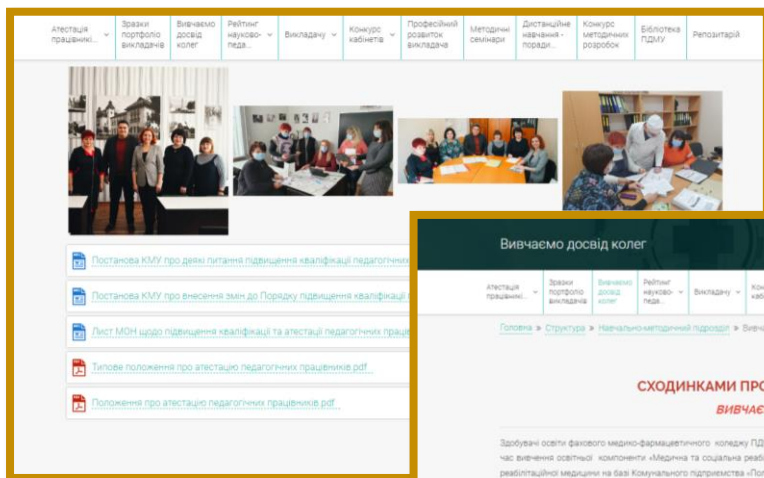 Атестація працівникі...
Зразки портфоліо викладачів
Вивчаємо досвід колег
Рейтинг науково-педа...
Викладачу
Конкурс кабінетів
Професійний розвиток викладача
Методичні семінари
Дистанційне навчання - поради...
Конкурс методичних розробок
Бібліотека ПДМУ
Репозитарій
Постанова КМУ про деякі питання підвищення кваліфікації педагогічних
Постанова КМУ про внесення змін до Порядку підвищення кваліфікації
Лист МОН щодо підвищення кваліфікації та атестації педагогічних праці
Типове положення про атестацію педагогічних працівників.pdf
Положення про атестацію педагогічних працівників.pdf
Вивчаємо досвід колег
Атестація працівникі...
Зразки портфоліо викладачів
Вивчаємо досвід колег
Рейтинг науково-педа...
Викладачу
Головна » Структура » Навчально-методичний підрозділ »
СХОДИНКАМИ ПРО
ВИВЧАЄ
Здобувачі освіти фахового медико-фармацевтичного коледжу ПД
час вивчення освітньої компоненти «Медична та соціальна реабі
реабілітаційної медицини на базі Комунального підприємства «Пол